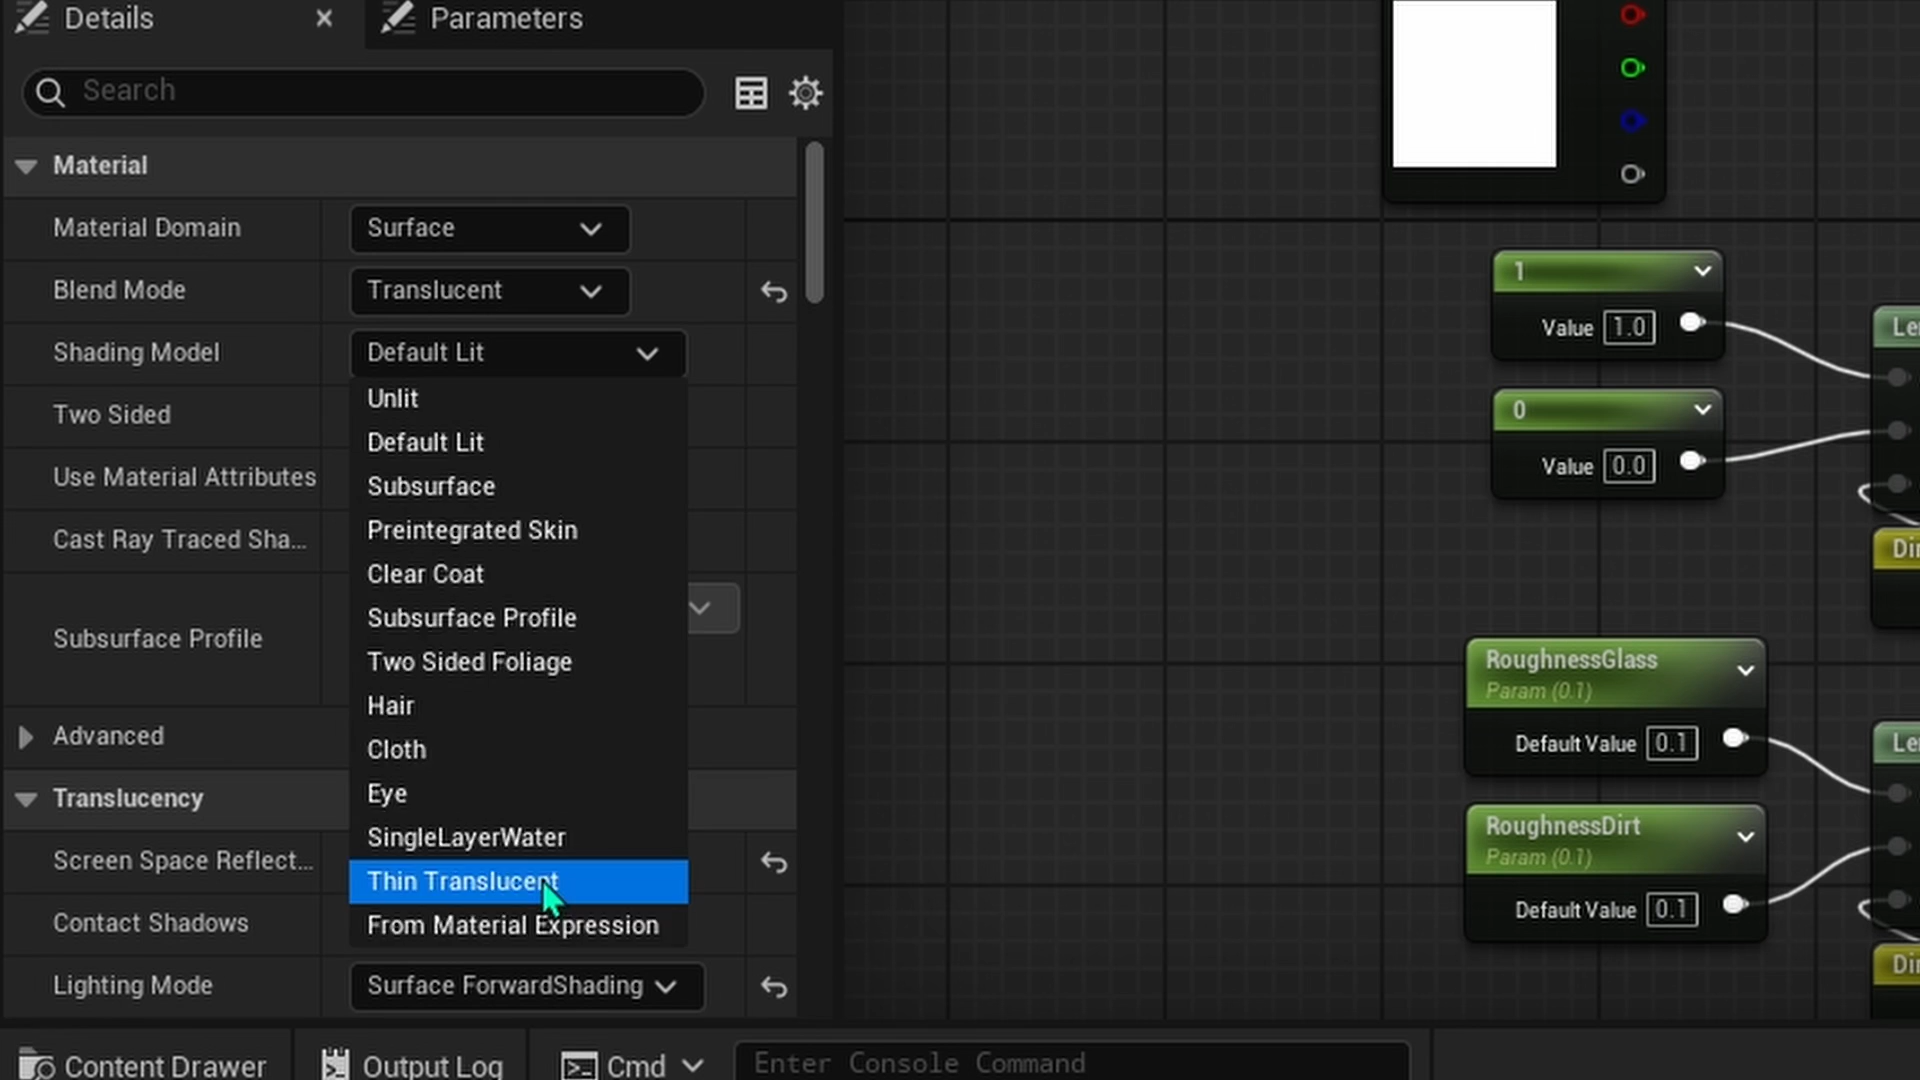 Details
Parameters
Search
Material
Material Domain
Surface
Blend Mode
Translucent
Shading Model
Default Lit
Two Sided
Use Material Attributes
Cast Ray Traced Sha...
Subsurface Profile
Unlit
Default Lit
Subsurface
Preintegrated Skin
Clear Coat
Subsurface Profile
Two Sided Foliage
Hair
Cloth
Eye
SingleLayerWater
Thin Translucent
From Material Expression
Advanced
Translucency
Screen Space Reflect...
Contact Shadows
Lighting Mode
Surface ForwardShading
1
Value 1.0
0
Value 0.0
RoughnessGlass
Param (0.1)
Default Value 0.1
RoughnessDirt
Param (0.1)
Default Value 0.1
Content Drawer
Output Log
Cmd
Enter Console Command